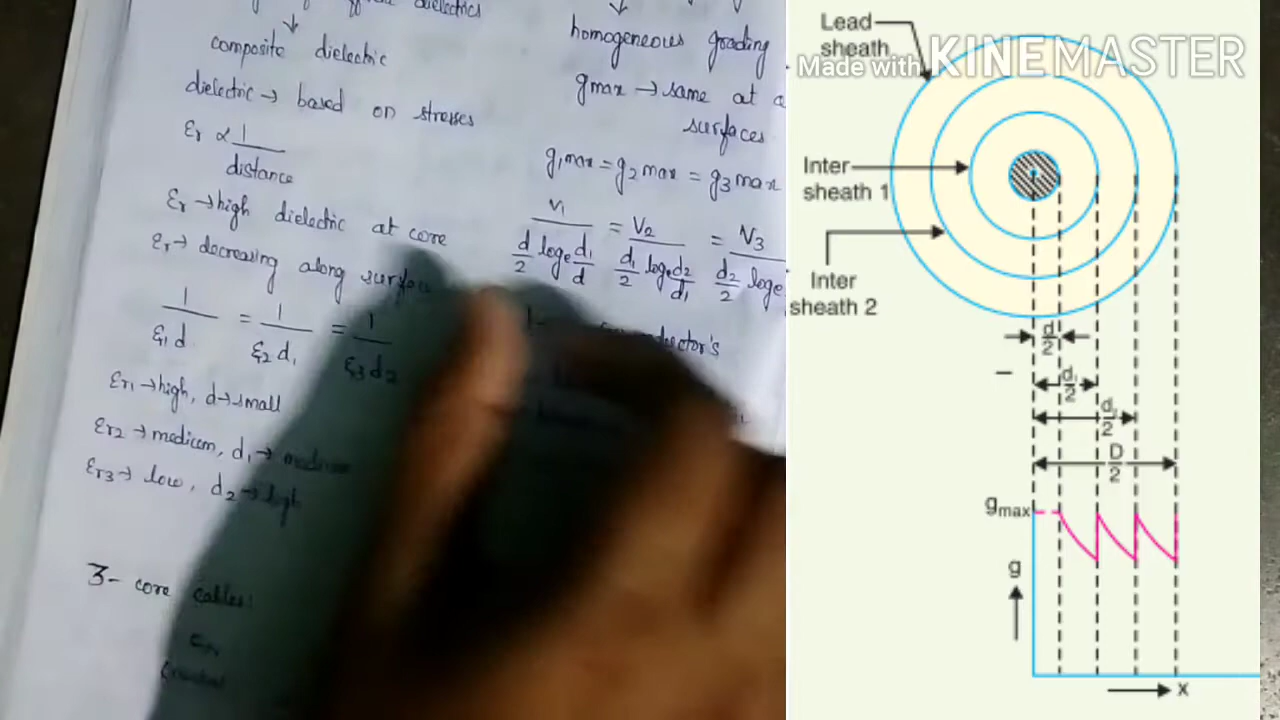 dielectrics
composite dielectric
dielectric → based on stresses
εr ∝ 1
distance
εr → high dielectric at core
εr → decreasing along surface
1/ε1d = 1/ε2d1 = 1/ε3d2
εr1 → high, d → small
εr2 → medium, d1 → medium
εr3 → low, d2 → high
3- core cables:
homogeneous grading
gmax → same at a
surfaces.
g1max = g2max = g3max
V1 = V2 = V3
d/2 loge d1/d d1/2 loge d2/d1 d2/2 loge
Lead
sheath
Made with KINEMASTER
Inter
sheath 1
Inter
sheath 2
d/2
d1/2
d2/2
D/2
gmax
g
x